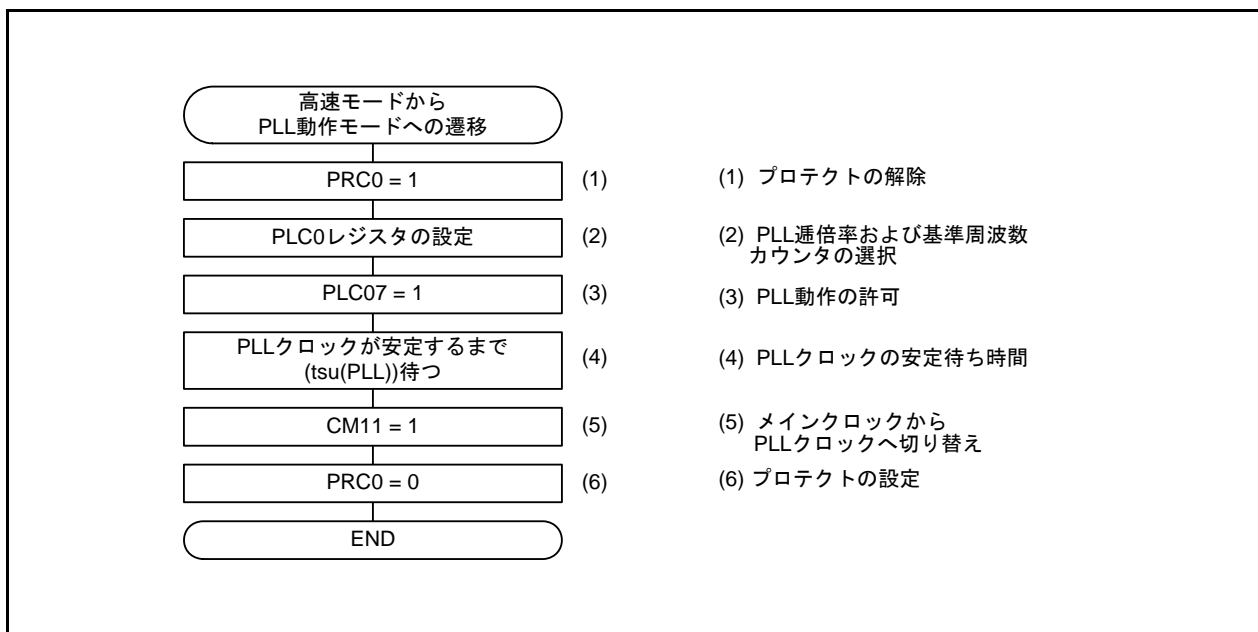 高速モードから
PLL動作モードへの遷移
PRC0 = 1
(1)
(1) プロテクトの解除
PLC0レジスタの設定
(2)
(2) PLL逓倍率および基準周波数
カウンタの選択
PLC07 = 1
(3)
(3) PLL動作の許可
PLLクロックが安定するまで
(tsu(PLL))待つ
(4)
(4) PLLクロックの安定待ち時間
CM11 = 1
(5)
(5) メインクロックから
PLLクロックへ切り替え
PRC0 = 0
(6)
(6) プロテクトの設定
END